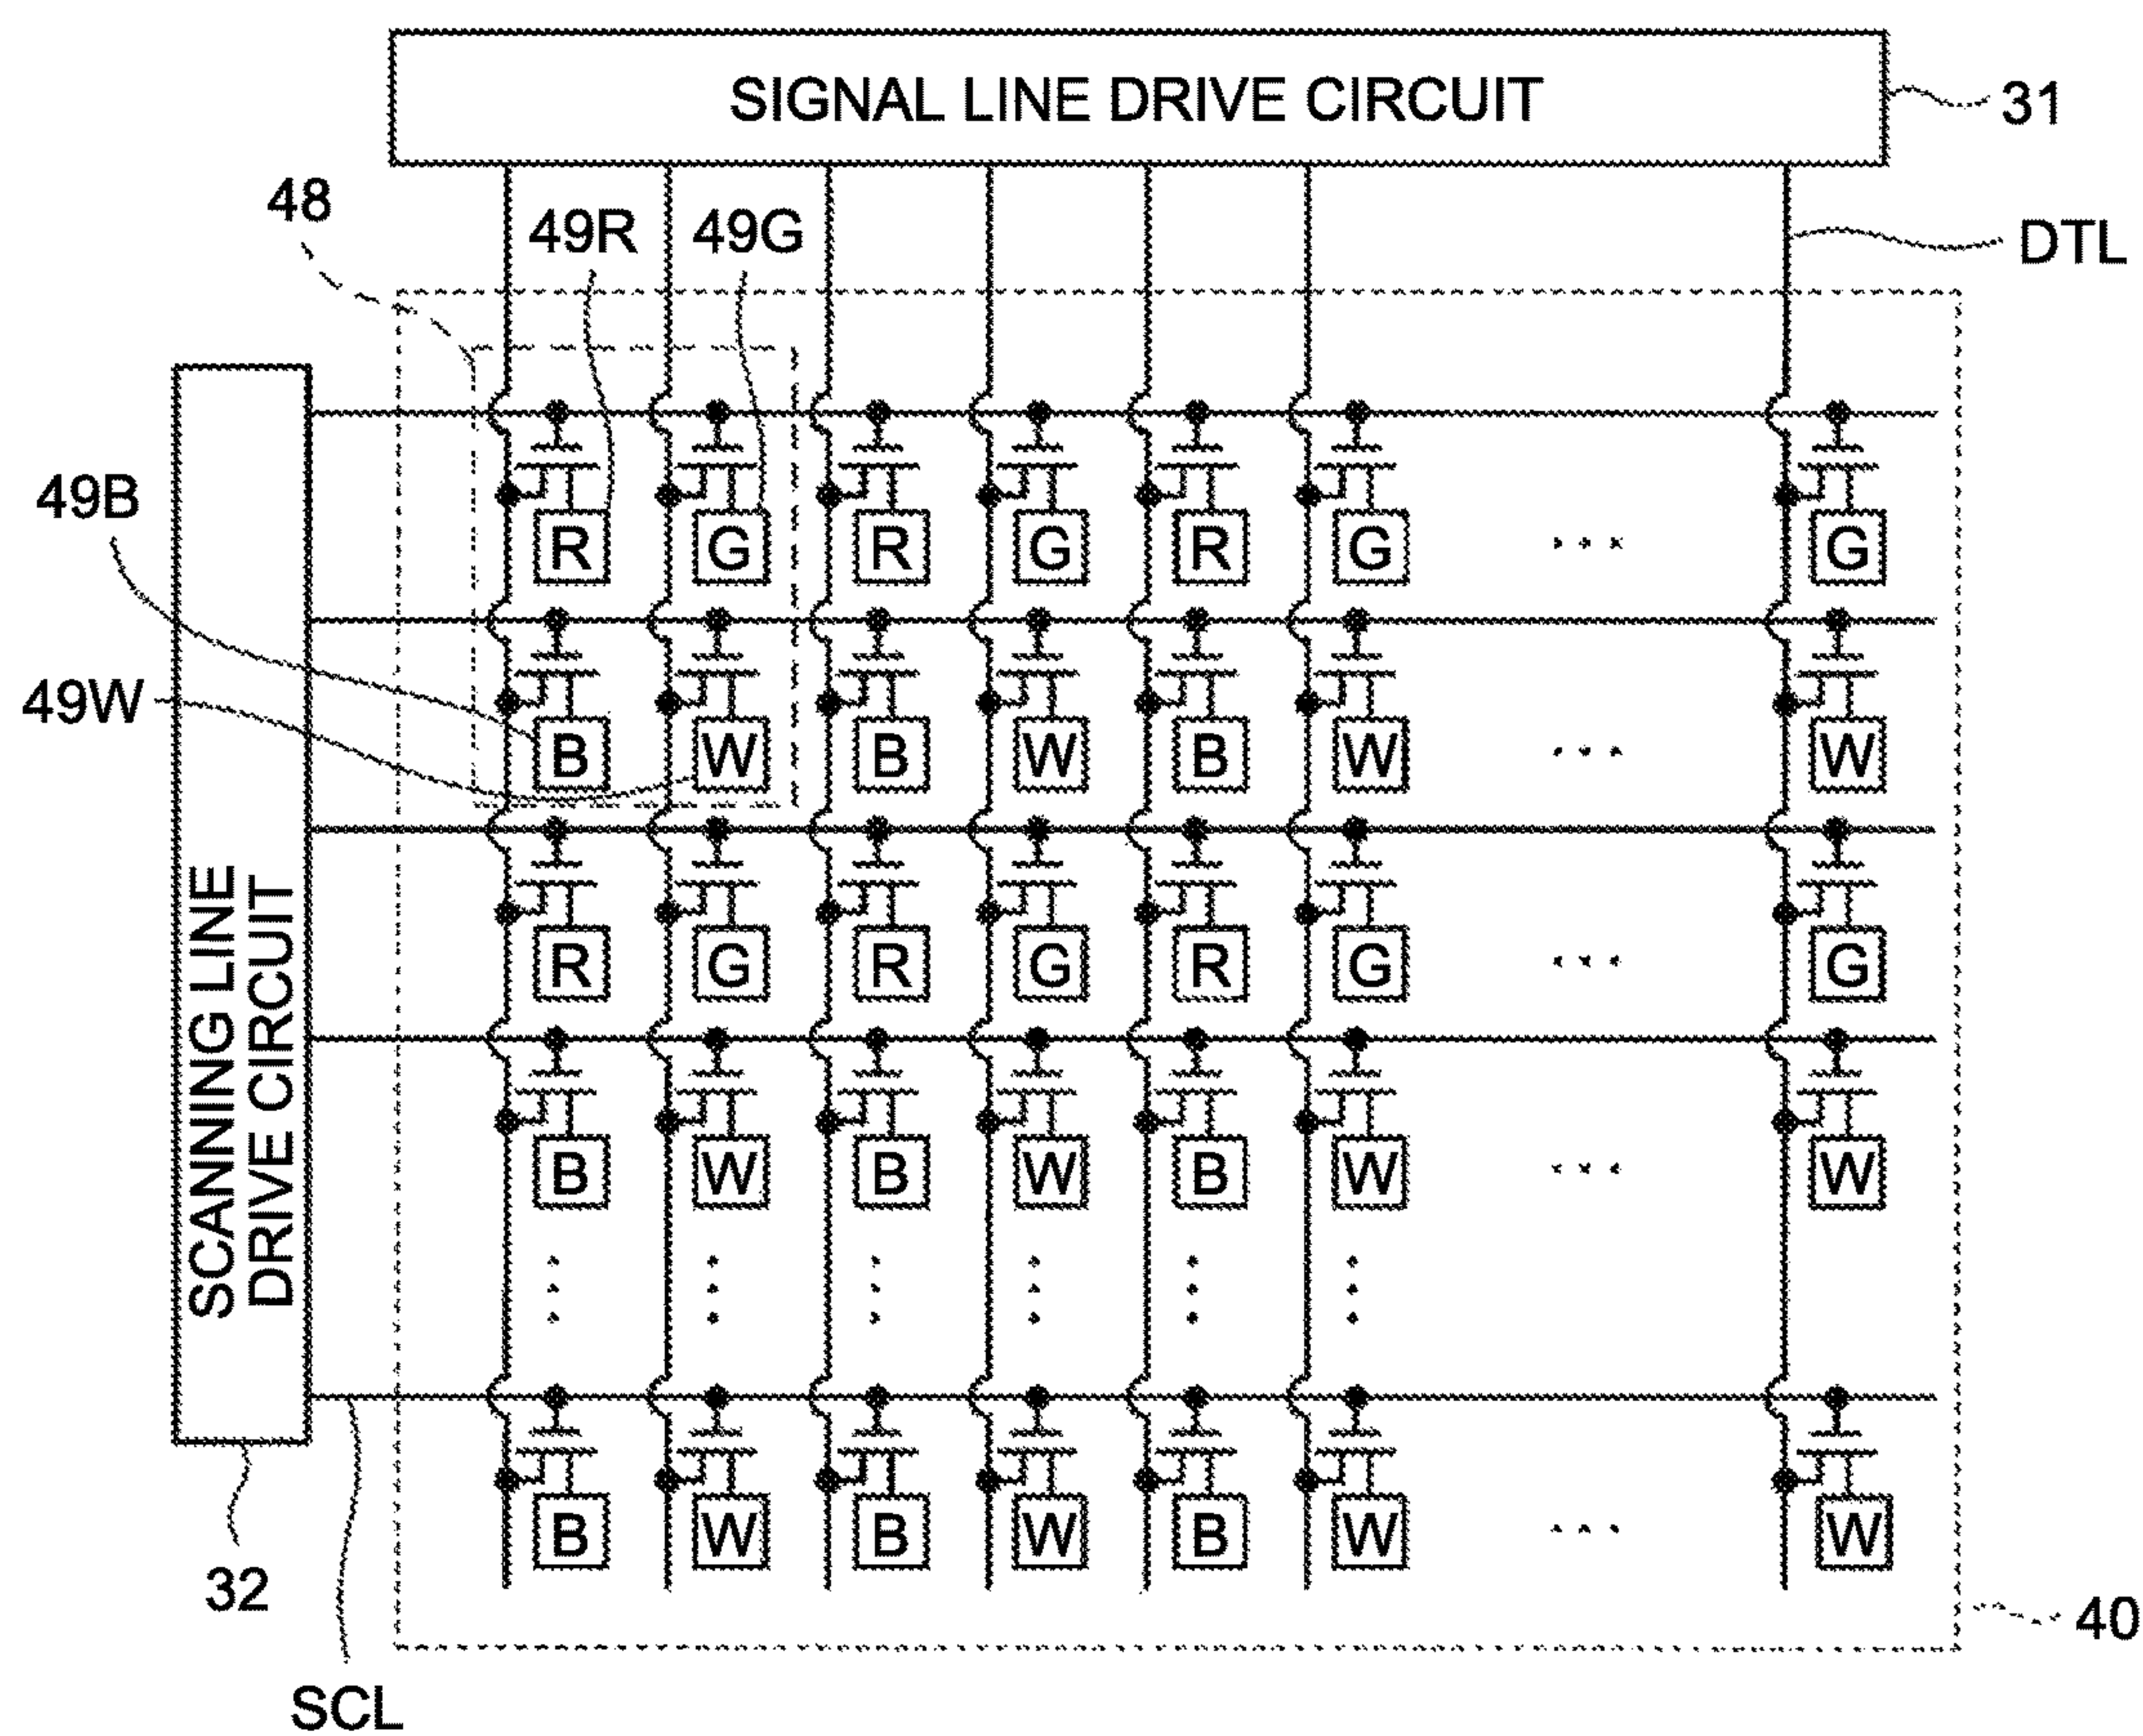 SIGNAL LINE DRIVE CIRCUIT
31
48
49R
49G
DTL
49B
R G R G R G ... G
49W
B W B W B W ... W
R G R G R G ... G
SCANNING LINE
DRIVE CIRCUIT
B W B W B W ... W
B W B W B W ... W
32
40
SCL